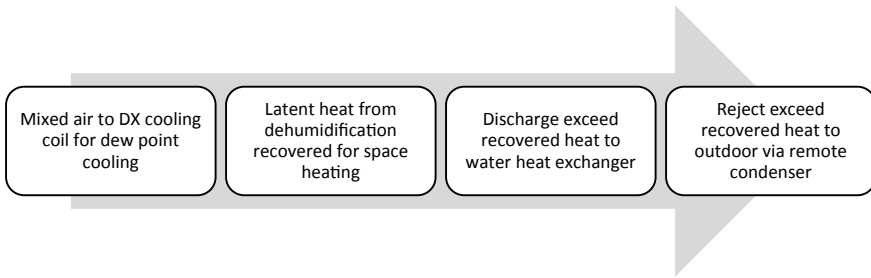 Mixed air to DX cooling
coil for dew point
cooling
Latent heat from
dehumidification
recovered for space
heating
Discharge exceed
recovered heat to
water heat exchanger
Reject exceed
recovered heat to
outdoor via remote
condenser